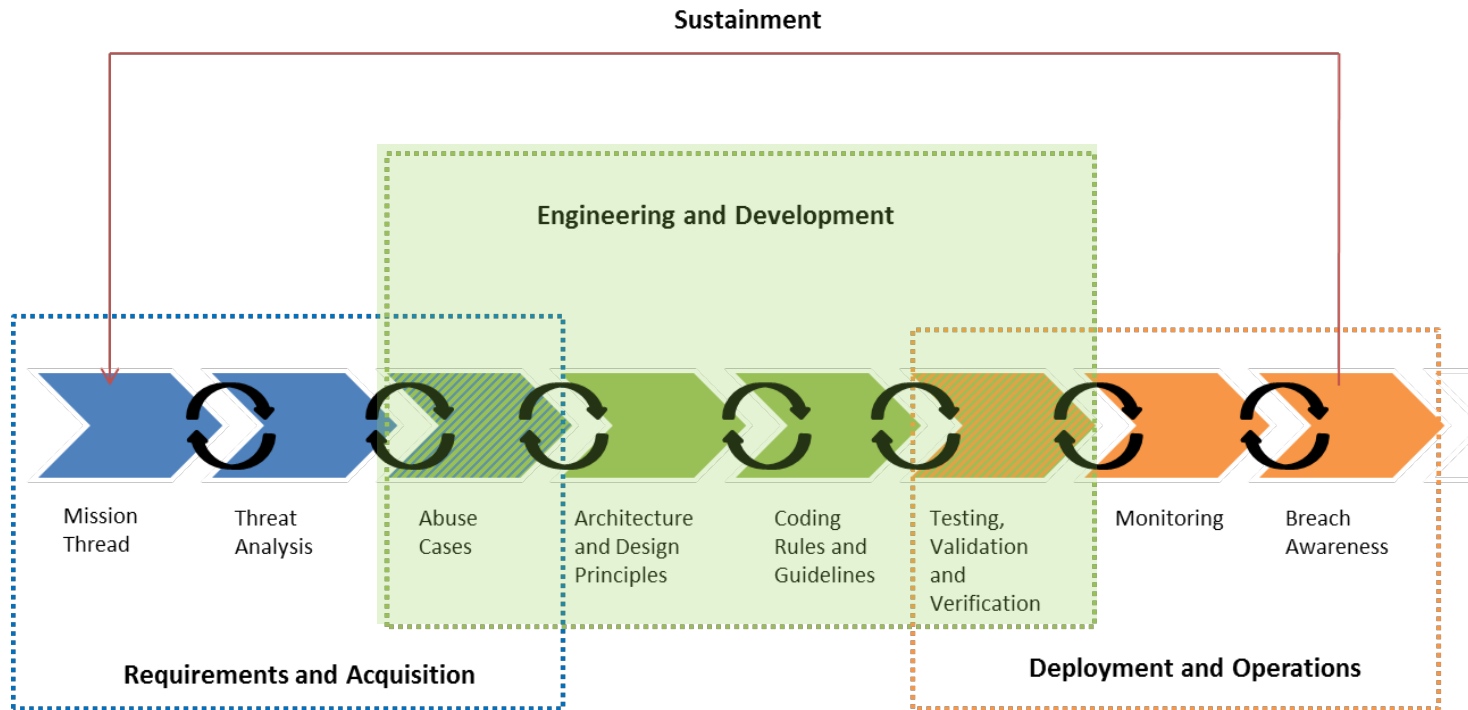 Sustainment
Engineering and Development
Mission
Thread
Threat
Analysis
Abuse
Cases
Architecture
and Design
Principles
Coding
Rules and
Guidelines
Testing,
Validation
and
Verification
Monitoring
Breach
Awareness
Requirements and Acquisition
Deployment and Operations